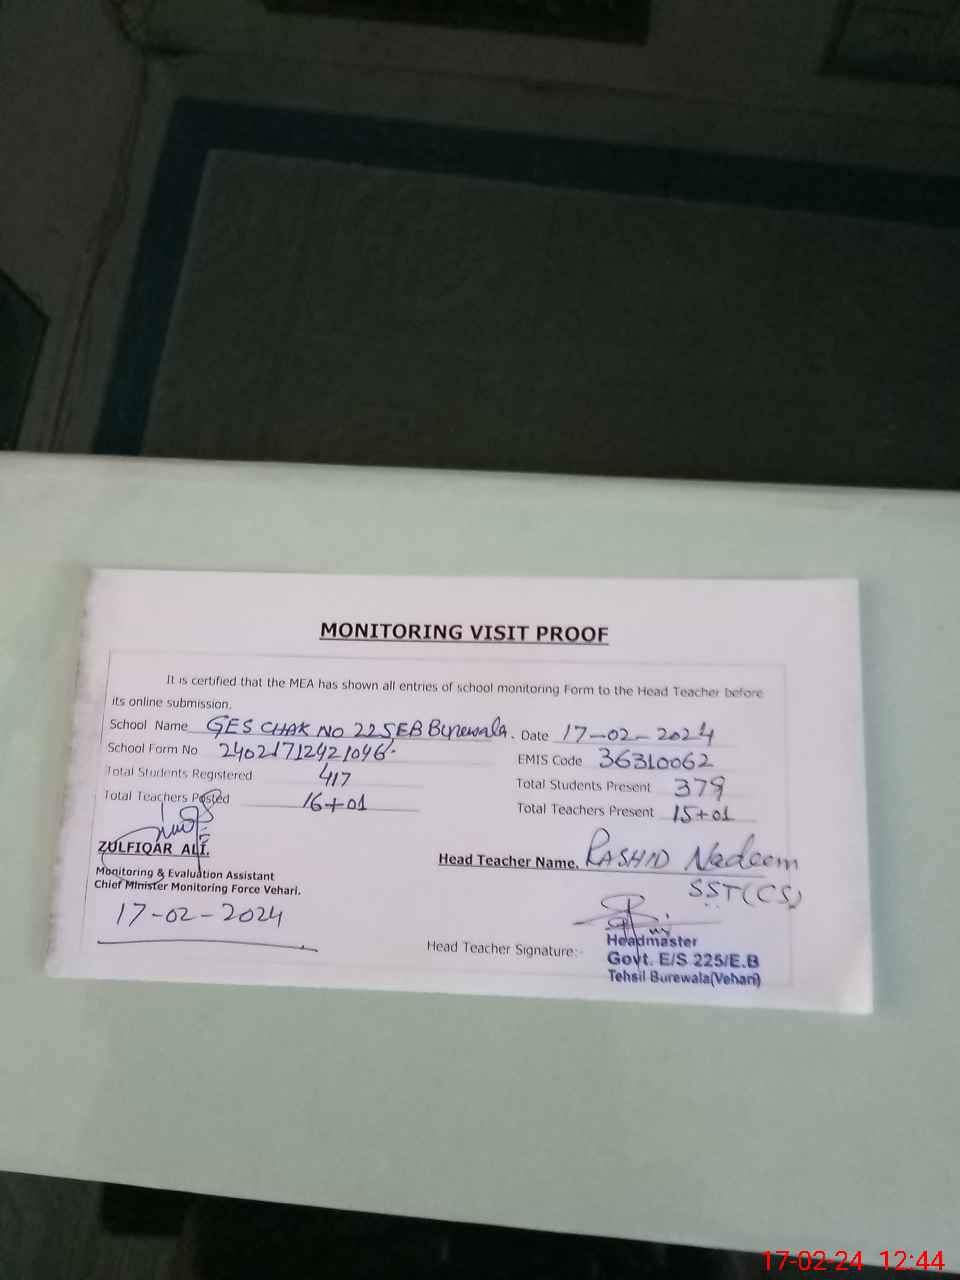 MONITORING VISIT PROOF
It is certified that the MEA has shown all entries of school monitoring Form to the Head Teacher before
its online submission.
School Name GES CHAK NO 225EB Burewala. Date 17-02-2024
School Form No 24021712421046
EMIS Code 36310062
Total Students Registered 417
Total Students Present 379
Total Teachers Posted 16+01
Total Teachers Present 15+01
ZULFIQAR ALI.
Monitoring & Evaluation Assistant
Chief Minister Monitoring Force Vehari.
17-02-2024
Head Teacher Name. RASHID Nadeem
SST(CS)
Head Teacher Signature:-
Headmaster
Govt. E/S 225/E.B
Tehsil Burewala(Vehari)
17-02-24 12:44